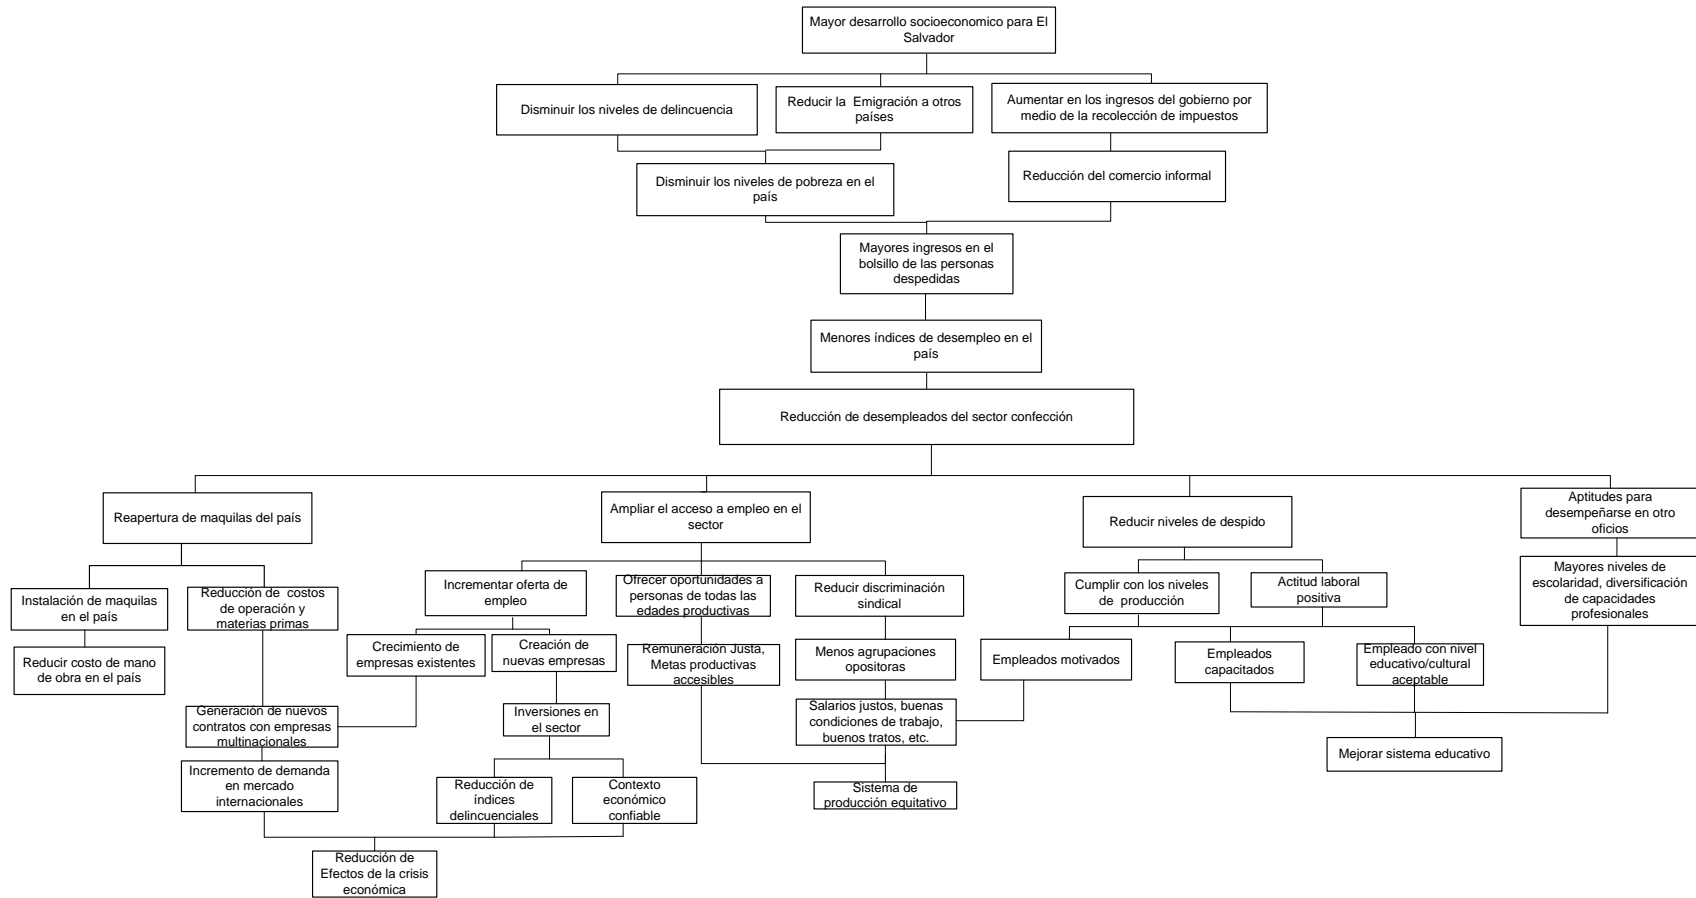 Mayor desarrollo socioeconomico para El
Salvador
Disminuir los niveles de delincuencia
Reducir la Emigración a otros
países
Aumentar en los ingresos del gobierno por
medio de la recolección de impuestos
Disminuir los niveles de pobreza en el
país
Reducción del comercio informal
Mayores ingresos en el
bolsillo de las personas
despedidas
Menores índices de desempleo en el
país
Reducción de desempleados del sector confección
Reapertura de maquilas del país
Ampliar el acceso a empleo en el
sector
Reducir niveles de despido
Aptitudes para
desempeñarse en otro
oficios
Instalación de maquilas
en el país
Reducción de costos
de operación y
materias primas
Incrementar oferta de
empleo
Ofrecer oportunidades a
personas de todas las
edades productivas
Reducir discriminación
sindical
Cumplir con los niveles
de producción
Actitud laboral
positiva
Mayores niveles de
escolaridad, diversificación
de capacidades
profesionales
Reducir costo de mano
de obra en el país
Crecimiento de
empresas existentes
Creación de
nuevas empresas
Remuneración Justa,
Metas productivas
accesibles
Menos agrupaciones
opositoras
Empleados motivados
Empleados
capacitados
Empleado con nivel
educativo/cultural
aceptable
Generación de nuevos
contratos con empresas
multinacionales
Inversiones en
el sector
Salarios justos, buenas
condiciones de trabajo,
buenos tratos, etc.
Mejorar sistema educativo
Incremento de demanda
en mercado
internacionales
Reducción de
índices
delincuenciales
Contexto
económico
confiable
Sistema de
producción equitativo
Reducción de
Efectos de la crisis
económica